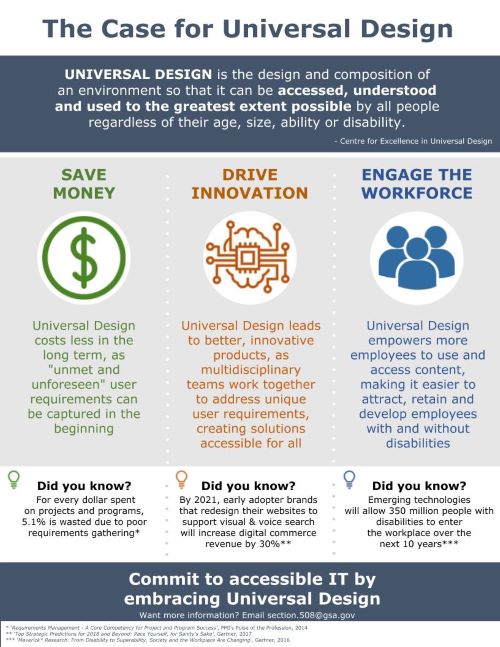 The Case for Universal Design
UNIVERSAL DESIGN is the design and composition of
an environment so that it can be accessed, understood
and used to the greatest extent possible by all people
regardless of their age, size, ability or disability.
- Centre for Excellence in Universal Design
SAVE
MONEY
Universal Design
costs less in the
long term, as
"unmet and
unforeseen" user
requirements can
be captured in the
beginning
Did you know?
For every dollar spent
on projects and programs,
5.1% is wasted due to poor
requirements gathering*
DRIVE
INNOVATION
Universal Design leads
to better, innovative
products, as
multidisciplinary
teams work together
to address unique
user requirements,
creating solutions
accessible for all
Did you know?
By 2021, early adopter brands
that redesign their websites to
support visual & voice search
will increase digital commerce
revenue by 30%**
ENGAGE THE
WORKFORCE
Universal Design
empowers more
employees to use and
access content,
making it easier to
attract, retain and
develop employees
with and without
disabilities
Did you know?
Emerging technologies
will allow 350 million people with
disabilities to enter
the workplace over the
next 10 years***
Commit to accessible IT by
embracing Universal Design
Want more information? Email section.508@gsa.gov
* 'Requirements Management - A Core Competency for Project and Program Success', PMI's Pulse of the Profession, 2014
** 'Top Strategic Predictions for 2018 and Beyond: Pace Yourself, for Sanity's Sake', Gartner, 2017
*** 'Maverick* Research: From Disability to Superability, Society and the Workplace Are Changing', Gartner, 2016